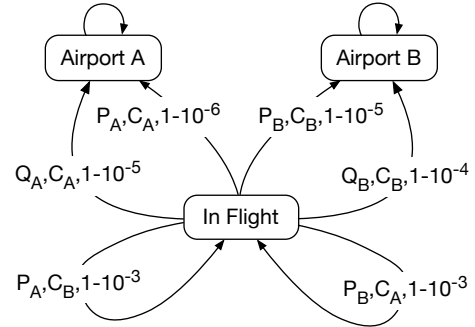 Airport A
Airport B
P_A,C_A,1-10^-6
P_B,C_B,1-10^-5
Q_A,C_A,1-10^-5
Q_B,C_B,1-10^-4
In Flight
P_A,C_B,1-10^-3
P_B,C_A,1-10^-3